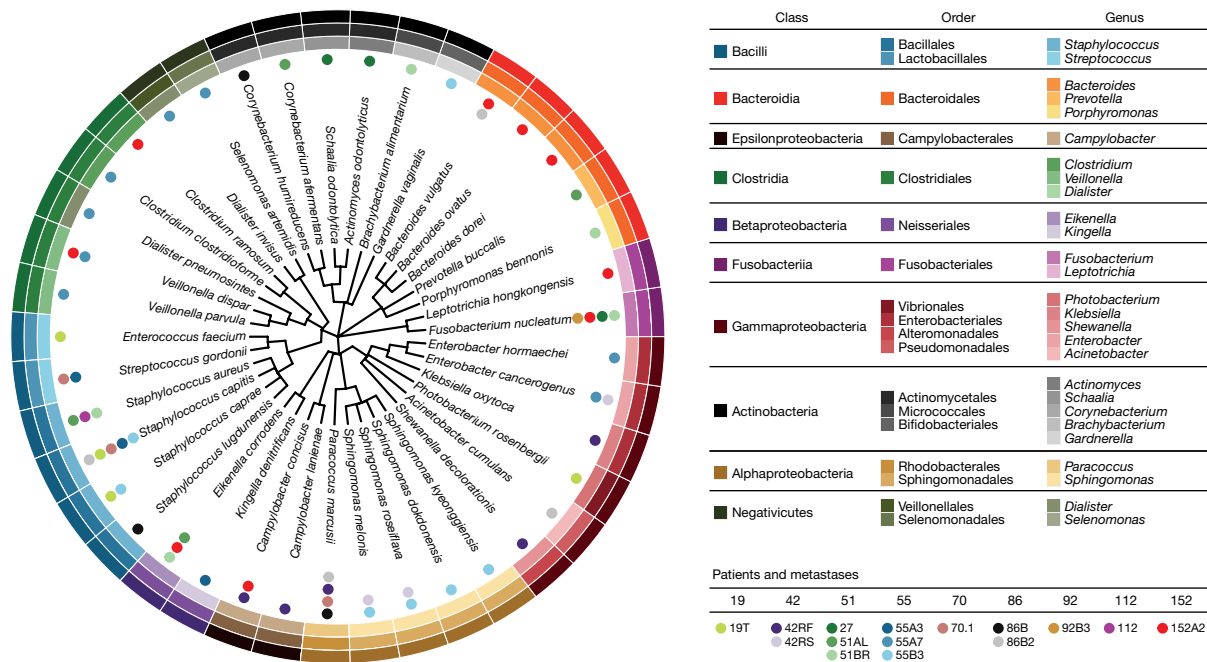 Corynebacterium humireducens
Corynebacterium afermentans
Schaalia odontolytica
Actinomyces odontolyticus
Brachybacterium alimentarium
Gardnerella vaginalis
Bacteroides vulgatus
Bacteroides ovatus
Bacteroides dorei
Prevotella buccalis
Porphyromonas bennonis
Leptotrichia hongkongensis
Fusobacterium nucleatum
Enterobacter hormaechei
Enterobacter cancerogenus
Klebsiella oxytoca
Photobacterium rosenbergii
Acinetobacter cumulans
Shewanella decolorationis
Sphingomonas kyeonggiensis
Sphingomonas dokdonensis
Sphingomonas roseiflava
Sphingomonas melonis
Paracoccus marcusii
Campylobacter lanienae
Campylobacter concisus
Kingella denitrificans
Eikenella corrodens
Staphylococcus lugdunensis
Staphylococcus caprae
Staphylococcus capitis
Staphylococcus aureus
Streptococcus gordonii
Enterococcus faecium
Veillonella parvula
Veillonella dispar
Dialister pneumosintes
Clostridium clostridioforme
Clostridium ramosum
Dialister invisus
Selenomonas artemidis
Class Order Genus
Bacilli
Bacillales
Lactobacillales
Staphylococcus
Streptococcus
Bacteroidia
Bacteroidales
Bacteroides
Prevotella
Porphyromonas
Epsilonproteobacteria Campylobacterales Campylobacter
Clostridia
Clostridiales
Clostridium
Veillonella
Dialister
Betaproteobacteria
Neisseriales
Eikenella
Kingella
Fusobacteriia
Fusobacteriales
Fusobacterium
Leptotrichia
Gammaproteobacteria
Vibrionales
Enterobacteriales
Alteromonadales
Pseudomonadales
Photobacterium
Klebsiella
Shewanella
Enterobacter
Acinetobacter
Actinobacteria
Actinomycetales
Micrococcales
Bifidobacteriales
Actinomyces
Schaalia
Corynebacterium
Brachybacterium
Gardnerella
Alphaproteobacteria
Rhodobacterales
Sphingomonadales
Paracoccus
Sphingomonas
Negativicutes
Veillonellales
Selenomonadales
Dialister
Selenomonas
Patients and metastases
19 42 51 55 70 86 92 112 152
19T 42RF 27 55A3 70.1 86B 92B3 112 152A2
42RS 51AL 55A7 86B2
51BR 55B3